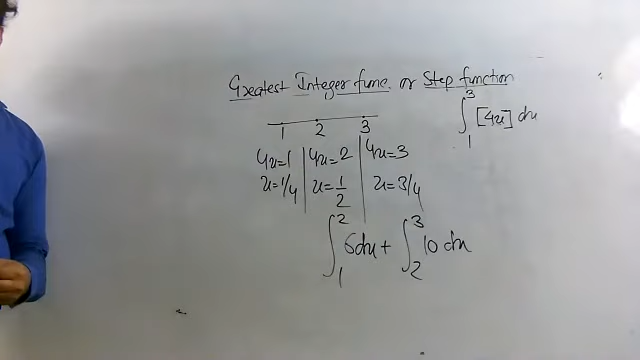 Greatest Integer func. or Step function
∫₁³ [4x] dx
1 2 3
4x=1 | 4x=2 | 4x=3
x=1/4 | x=1/2 | x=3/4
∫₁² 6dx + ∫₂³ 10 dx